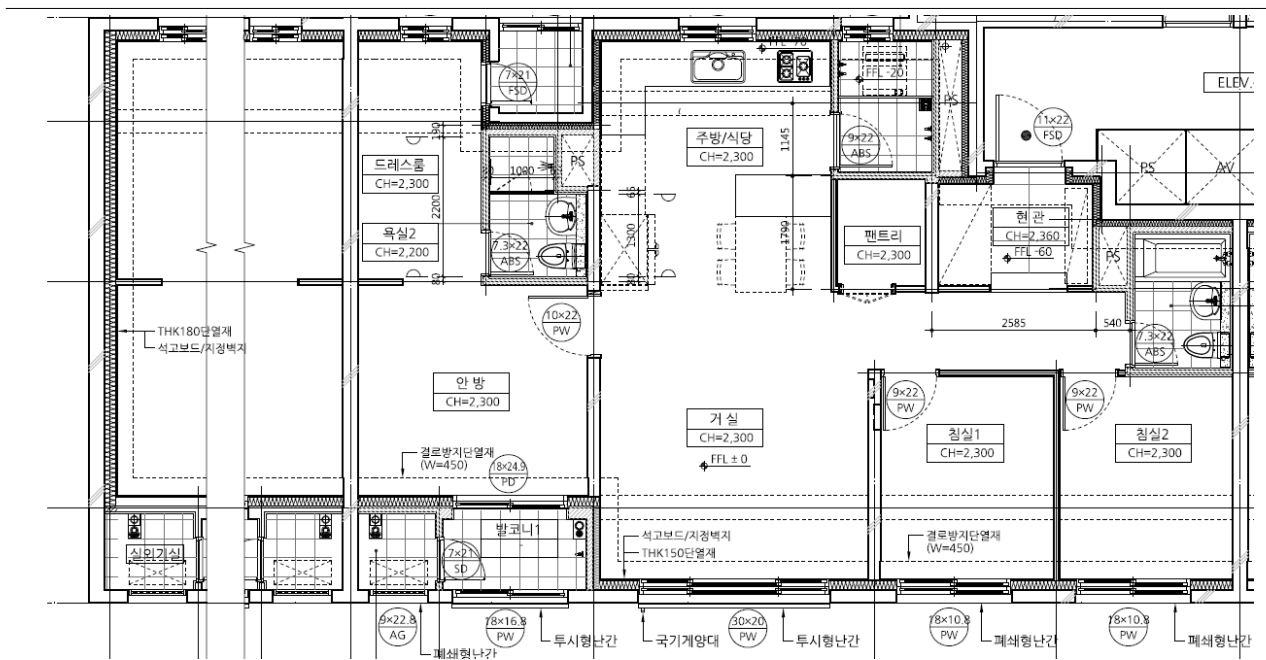 FFL -70
7×21
FSD
FFL -20
PS
ELEV.
11×22
FSD
190
주방/식당
CH=2,300
1145
9×22
ABS
드레스룸
CH=2,300
PS
1000
PS
AV
2200
65
욕실2
CH=2,200
1300
1790
팬트리
CH=2,300
현 관
CH=2,360
FFL -60
PS
7.3×22
ABS
80
80
10×22
PW
2585
540
THK180단열재
석고보드/지정벽지
7.3×22
ABS
안 방
CH=2,300
9×22
PW
9×22
PW
거 실
CH=2,300
FFL ± 0
침실1
CH=2,300
침실2
CH=2,300
결로방지단열재
(W=450)
18×24.9
PD
발코니1
실외기실
7×21
SD
석고보드/지정벽지
THK150단열재
결로방지단열재
(W=450)
9×22.8
AG
18×16.8
PW
30×20
PW
18×10.8
PW
18×10.8
PW
폐쇄형난간
투시형난간
국기게양대
투시형난간
폐쇄형난간
폐쇄형난간